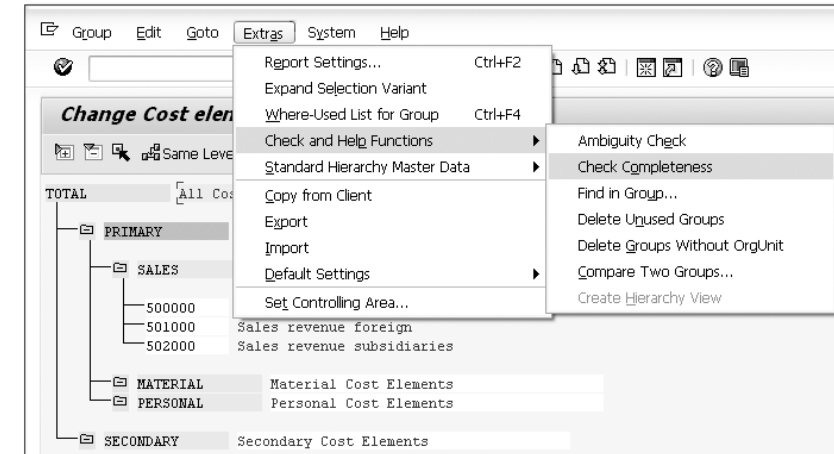 Group Edit Goto Extras System Help
Report Settings... Ctrl+F2
Expand Selection Variant
Change Cost elem
Where-Used List for Group Ctrl+F4
Check and Help Functions
Ambiguity Check
Same Leve
Standard Hierarchy Master Data
Check Completeness
TOTAL All Cos
Copy from Client
Find in Group...
Export
Delete Unused Groups
PRIMARY
Import
Delete Groups Without OrgUnit
SALES
Default Settings
Compare Two Groups...
Set Controlling Area...
Create Hierarchy View
500000
501000 Sales revenue foreign
502000 Sales revenue subsidiaries
MATERIAL Material Cost Elements
PERSONAL Personal Cost Elements
SECONDARY Secondary Cost Elements